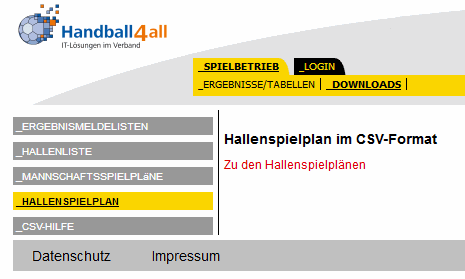 Handball4all
IT-Lösungen im Verband
_SPIELBETRIEB _LOGIN
_ERGEBNISSE/TABELLEN _DOWNLOADS
_ERGEBNISMELDELISTEN
_HALLENLISTE
_MANNSCHAFTSSPIELPLäNE
_HALLENSPIELPLAN
_CSV-HILFE
Hallenspielplan im CSV-Format
Zu den Hallenspielplänen
Datenschutz Impressum